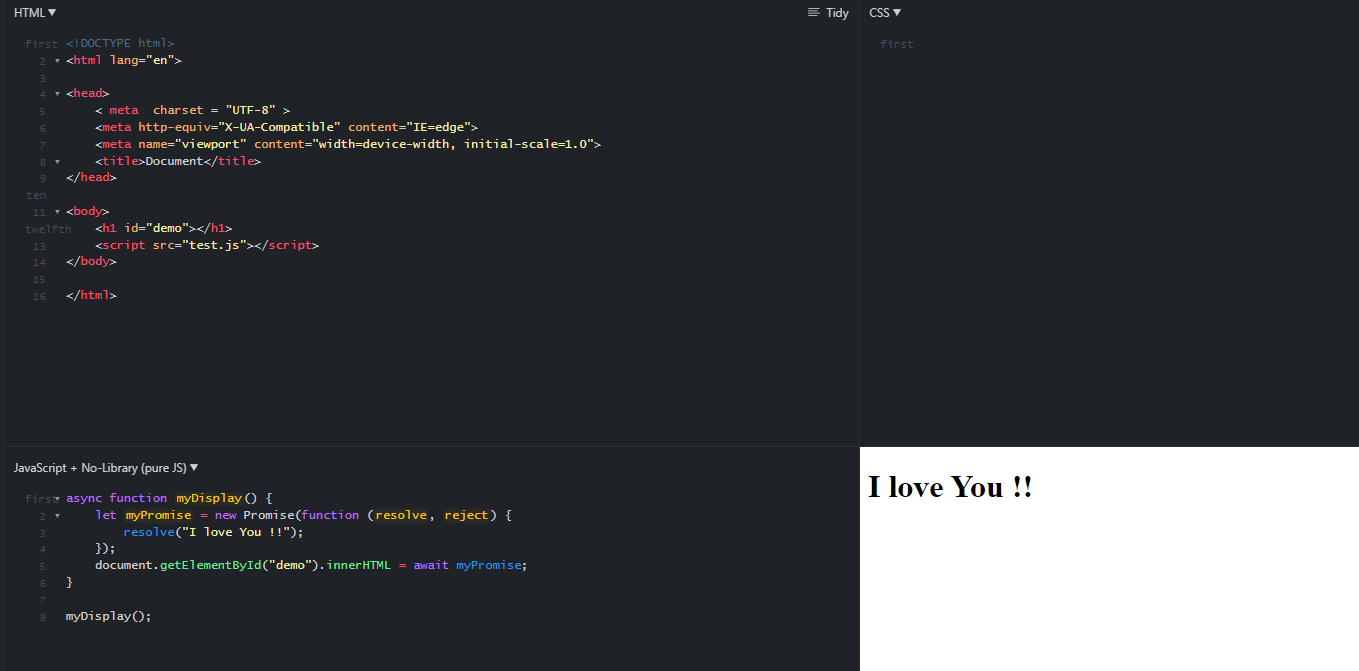 HTML▼
Tidy
first <!DOCTYPE html>
2 <html lang="en">
3
4 <head>
5 < meta  charset = "UTF-8" >
6 <meta http-equiv="X-UA-Compatible" content="IE=edge">
7 <meta name="viewport" content="width=device-width, initial-scale=1.0">
8 <title>Document</title>
9 </head>
ten
11 <body>
twelfth <h1 id="demo"></h1>
13 <script src="test.js"></script>
14 </body>
15
16 </html>
CSS▼
first
JavaScript + No-Library (pure JS)▼
first async function myDisplay() {
2 let myPromise = new Promise(function (resolve, reject) {
3 resolve("I love You !!");
4 });
5 document.getElementById("demo").innerHTML = await myPromise;
6 }
7
8 myDisplay();
I love You !!